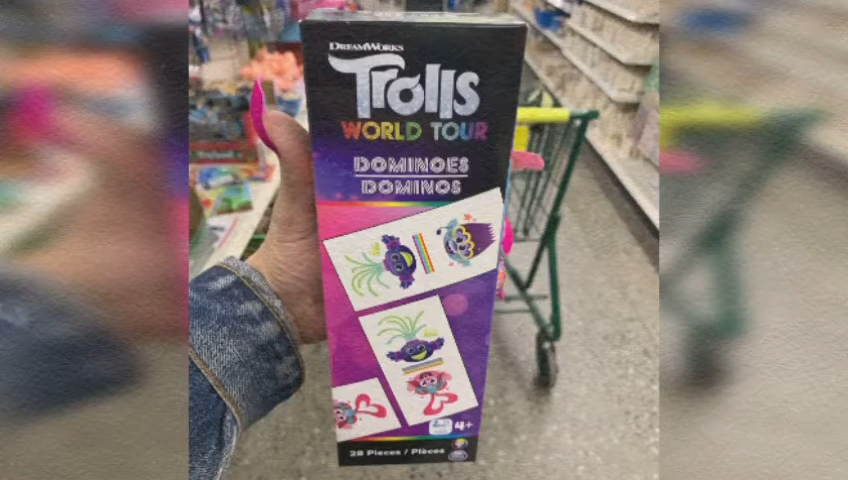 DREAMWORKS
Trolls
WORLD TOUR
DOMINOES
DOMINOS
4+
28 Pieces / Pièces